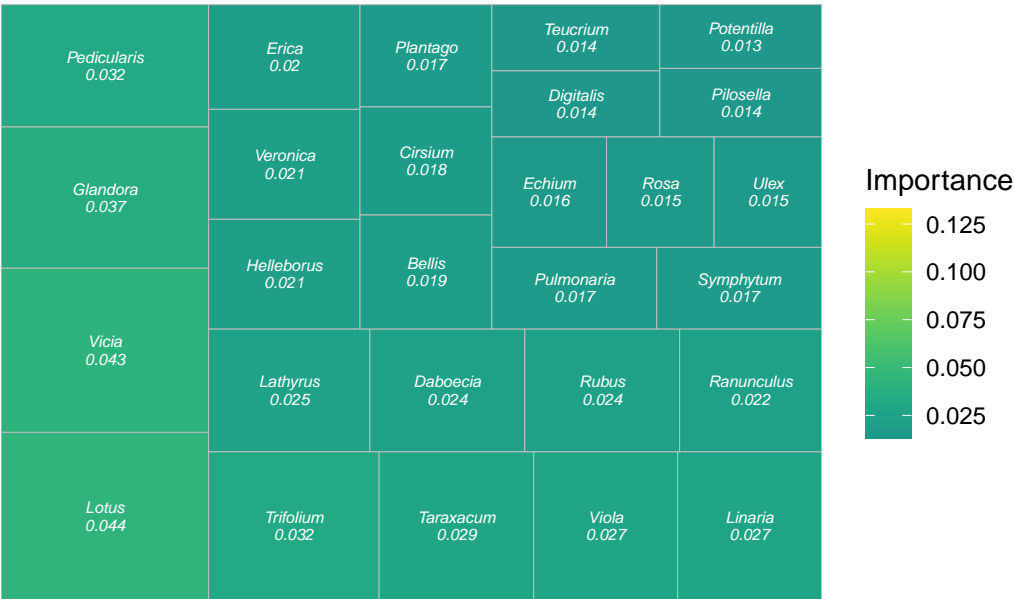 Pedicularis
0.032
Glandora
0.037
Vicia
0.043
Lotus
0.044
Erica
0.02
Veronica
0.021
Helleborus
0.021
Plantago
0.017
Cirsium
0.018
Bellis
0.019
Teucrium
0.014
Potentilla
0.013
Digitalis
0.014
Pilosella
0.014
Echium
0.016
Rosa
0.015
Ulex
0.015
Pulmonaria
0.017
Symphytum
0.017
Lathyrus
0.025
Daboecia
0.024
Rubus
0.024
Ranunculus
0.022
Trifolium
0.032
Taraxacum
0.029
Viola
0.027
Linaria
0.027
Importance
0.125
0.100
0.075
0.050
0.025